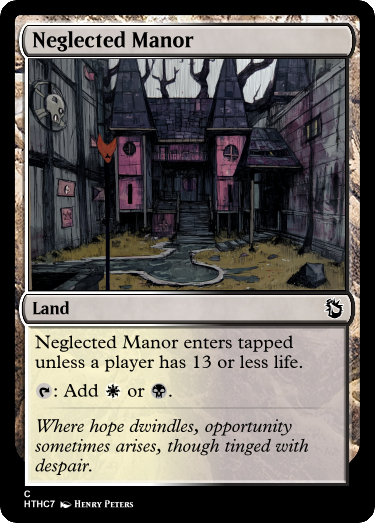 Neglected Manor
Land
Neglected Manor enters tapped
unless a player has 13 or less life.
: Add or .
Where hope dwindles, opportunity
sometimes arises, though tinged with
despair.
C
HTHC7 Henry Peters